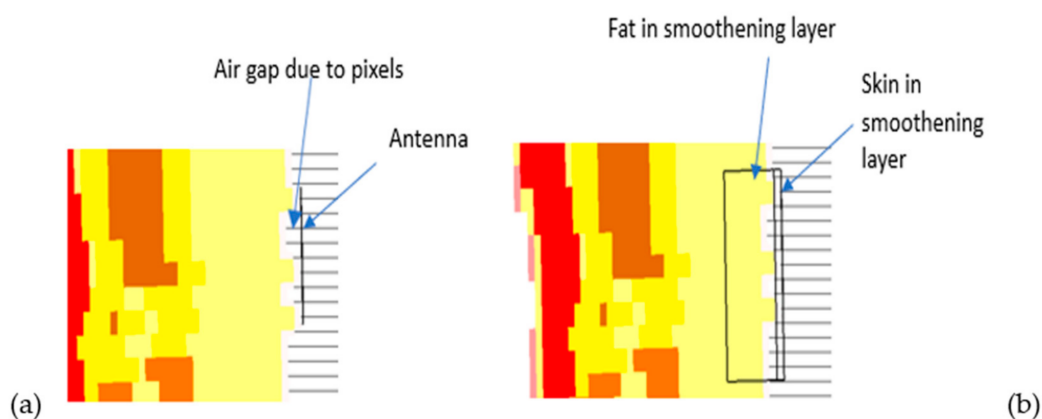 Air gap due to pixels
Antenna
(a)
Fat in smoothening layer
Skin in
smoothening
layer
(b)